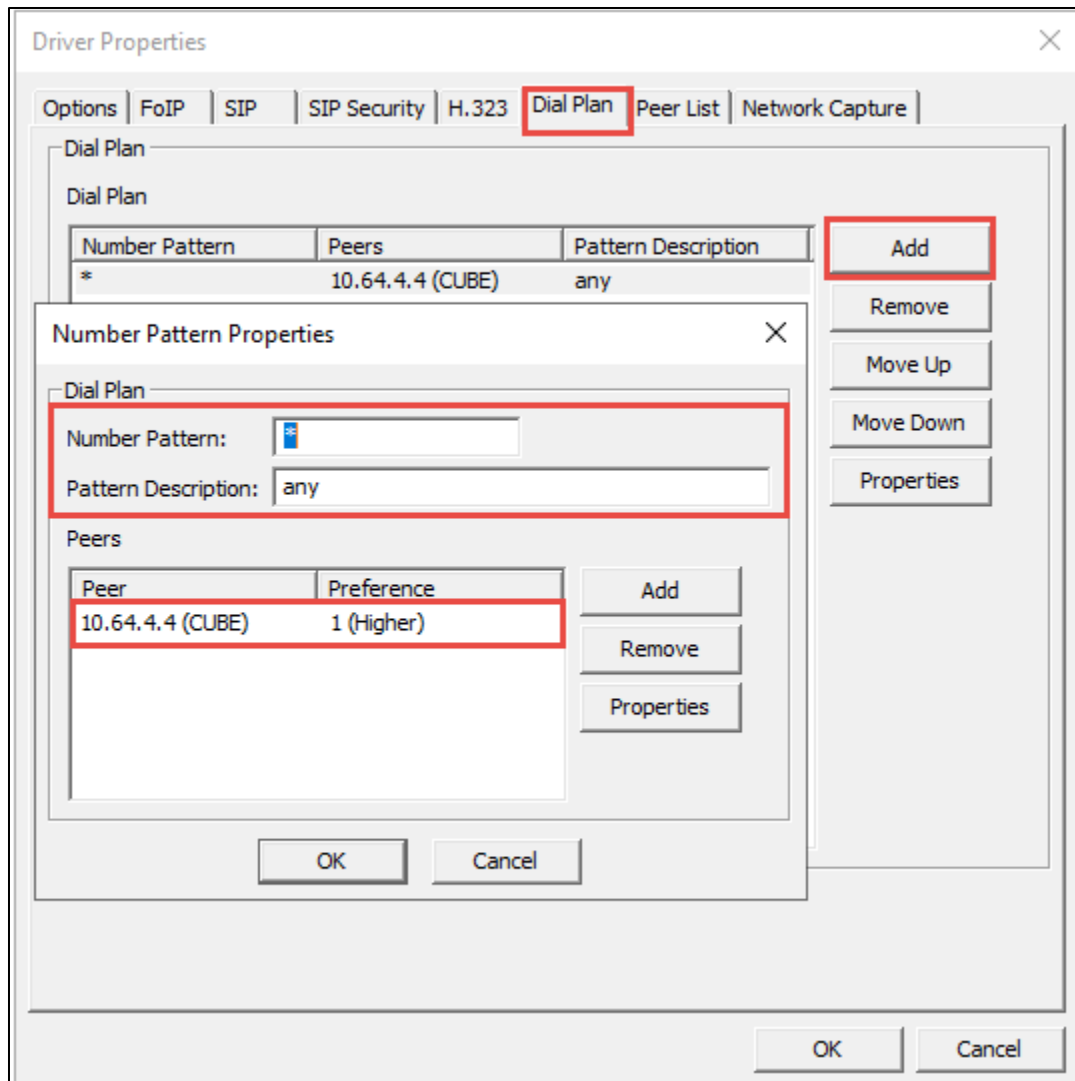 Driver Properties
Options FoIP SIP SIP Security H.323 Dial Plan Peer List Network Capture
Dial Plan
Dial Plan
Number Pattern Peers Pattern Description
* 10.64.4.4 (CUBE) any
Add
Remove
Move Up
Move Down
Properties
Number Pattern Properties
Dial Plan
Number Pattern: *
Pattern Description: any
Peers
Peer Preference
10.64.4.4 (CUBE) 1 (Higher)
Add
Remove
Properties
OK Cancel
OK Cancel